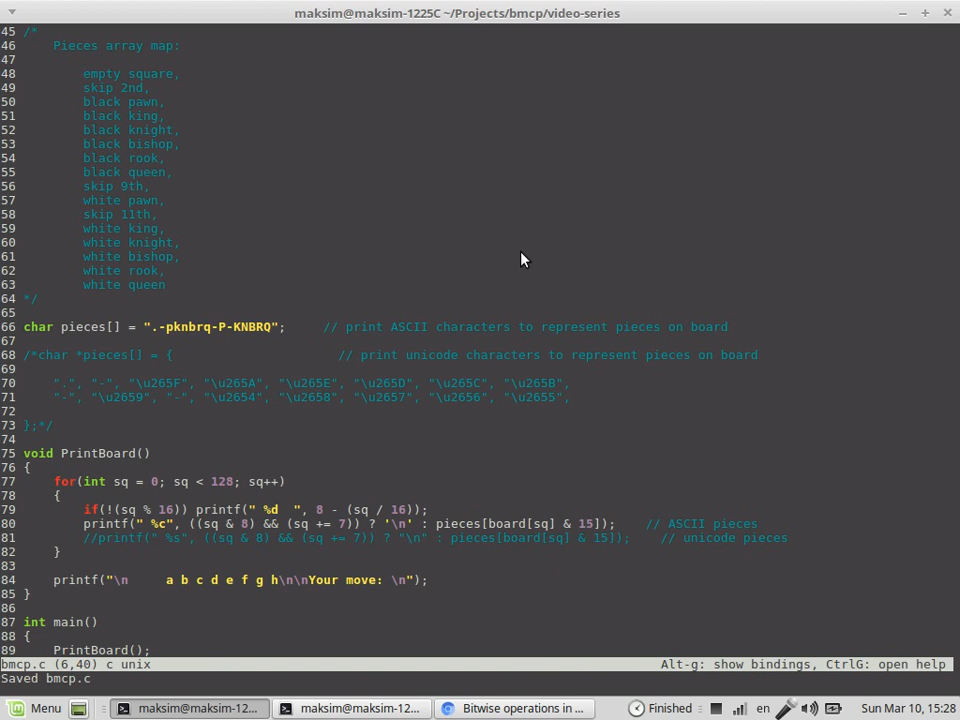 maksim@maksim-1225C ~/Projects/bmcp/video-series
45 /*
46     Pieces array map:
47
48         empty square,
49         skip 2nd,
50         black pawn,
51         black king,
52         black knight,
53         black bishop,
54         black rook,
55         black queen,
56         skip 9th,
57         white pawn,
58         skip 11th,
59         white king,
60         white knight,
61         white bishop,
62         white rook,
63         white queen
64 */
65
66 char pieces[] = ".-pknbrq-P-KNBRQ";     // print ASCII characters to represent pieces on board
67
68 /*char *pieces[] = {                      // print unicode characters to represent pieces on board
69
70     ".", "-", "\u265F", "\u265A", "\u265E", "\u265D", "\u265C", "\u265B",
71     "-", "\u2659", "-", "\u2654", "\u2658", "\u2657", "\u2656", "\u2655",
72
73 };*/
74
75 void PrintBoard()
76 {
77     for(int sq = 0; sq < 128; sq++)
78     {
79         if(!(sq % 16)) printf(" %d  ", 8 - (sq / 16));
80         printf(" %c", ((sq & 8) && (sq += 7)) ? '\n' : pieces[board[sq] & 15]);    // ASCII pieces
81         //printf(" %s", ((sq & 8) && (sq += 7)) ? "\n" : pieces[board[sq] & 15]);    // unicode pieces
82     }
83
84     printf("\n     a b c d e f g h\n\nYour move: \n");
85 }
86
87 int main()
88 {
89     PrintBoard();
bmcp.c (6,40) c unix Alt-g: show bindings, CtrlG: open help
Saved bmcp.c
Menu maksim@maksim-12... maksim@maksim-12... Bitwise operations in ... Finished en Sun Mar 10, 15:28